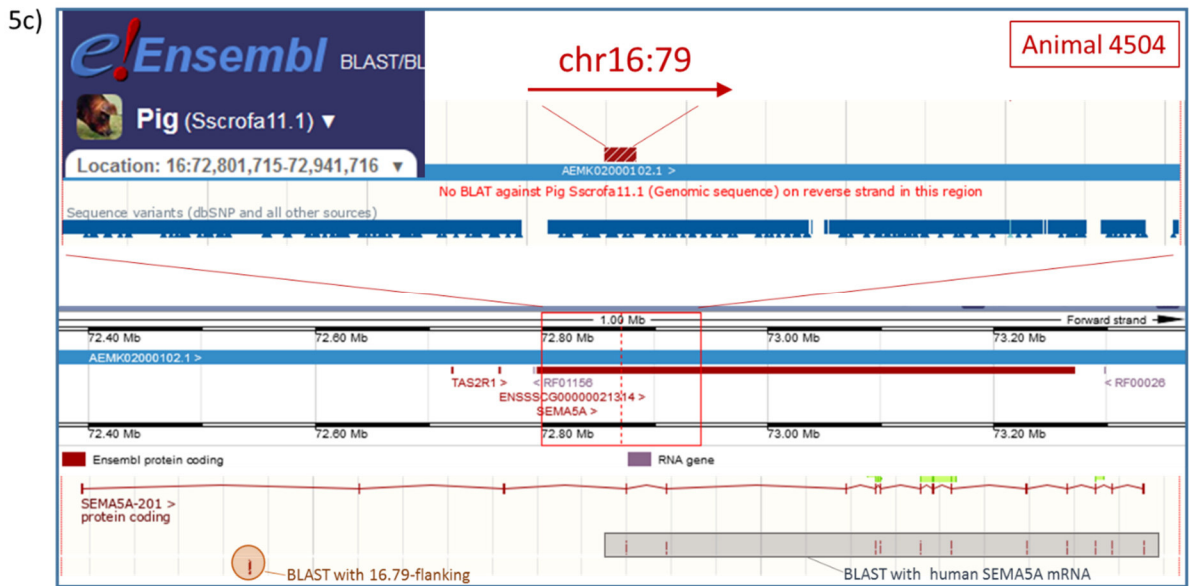 5c)
e!Ensembl BLAST/BL
Pig (Sscrofa11.1) ▼
Location: 16:72,801,715-72,941,716 ▼
chr16:79
Animal 4504
AEMK02000102.1 >
No BLAT against Pig Sscrofa11.1 (Genomic sequence) on reverse strand in this region
Sequence variants (dbSNP and all other sources)
1.00 Mb Forward strand
72.40 Mb 72.60 Mb 72.80 Mb 73.00 Mb 73.20 Mb
AEMK02000102.1 >
TAS2R1 > < RF01156 < RF00026
ENSSSCG00000021314 >
SEMA5A >
72.40 Mb 72.60 Mb 72.80 Mb 73.00 Mb 73.20 Mb
Ensembl protein coding RNA gene
SEMA5A-201 >
protein coding
BLAST with 16.79-flanking BLAST with human SEMA5A mRNA